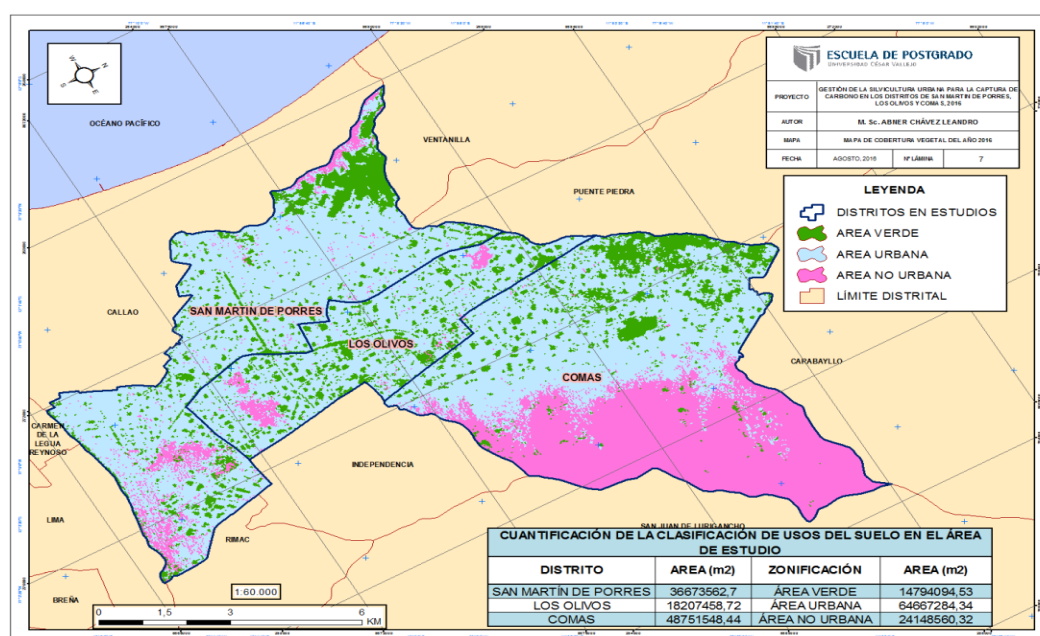 ESCUELA DE POSTGRADO
UNIVERSIDAD CÉSAR VALLEJO
PROYECTO
GESTIÓN DE LA SILVICULTURA URBANA PARA LA CAPTURA DE
CARBONO EN LOS DISTRITOS DE SAN MARTIN DE PORRES,
LOS OLIVOS Y COMAS, 2016
AUTOR
M. Sc. ABNER CHÁVEZ LEANDRO
MAPA
MAPA DE COBERTURA VEGETAL DEL AÑO 2016
FECHA
AGOSTO, 2016
N° LÁMINA
7
LEYENDA
DISTRITOS EN ESTUDIOS
AREA VERDE
AREA URBANA
AREA NO URBANA
LÍMITE DISTRITAL
N
W
E
S
OCÉANO PACÍFICO
VENTANILLA
PUENTE PIEDRA
CALLAO
SAN MARTIN DE PORRES
LOS OLIVOS
COMAS
CARABAYLLO
CARMEN
DE LA
LEGUA
REYNOSO
INDEPENDENCIA
LIMA
RIMAC
BREÑA
SAN JUAN DE LURIGANCHO
1:60.000
0 1,5 3 6
KM
CUANTIFICACIÓN DE LA CLASIFICACIÓN DE USOS DEL SUELO EN EL ÁREA
DE ESTUDIO
DISTRITO AREA (m2) ZONIFICACIÓN AREA (m2)
SAN MARTÍN DE PORRES 36673562,7 ÁREA VERDE 14794094,53
LOS OLIVOS 18207458,72 ÁREA URBANA 64667284,34
COMAS 48751548,44 ÁREA NO URBANA 24148560,32